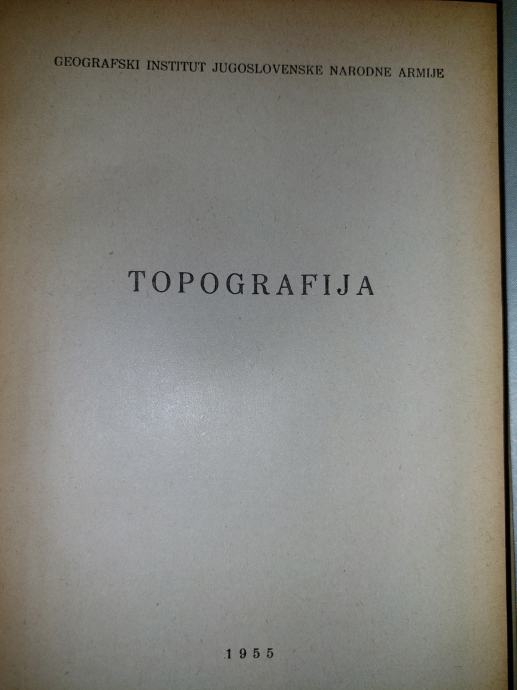 GEOGRAFSKI INSTITUT JUGOSLOVENSKE NARODNE ARMIJE
TOPOGRAFIJA
1955